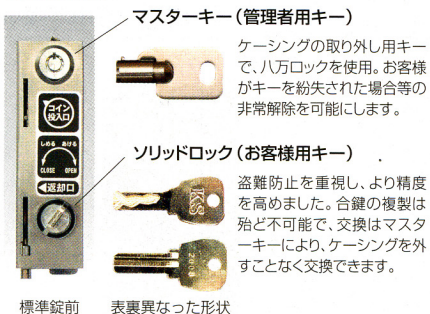 マスターキー(管理者用キー)
ケーシングの取り外し用キー
で、八万ロックを使用。お客様
がキーを紛失された場合等の
非常解除を可能にします。
コイン
投入口
しめる あける
CLOSE OPEN
◀返却口
ソリッドロック(お客様用キー)
盗難防止を重視し、より精度
を高めました。合鍵の複製は
殆ど不可能で、交換はマスタ
ーキーにより、ケーシングを外
すことなく交換できます。
KS
標準錠前
表裏異なった形状